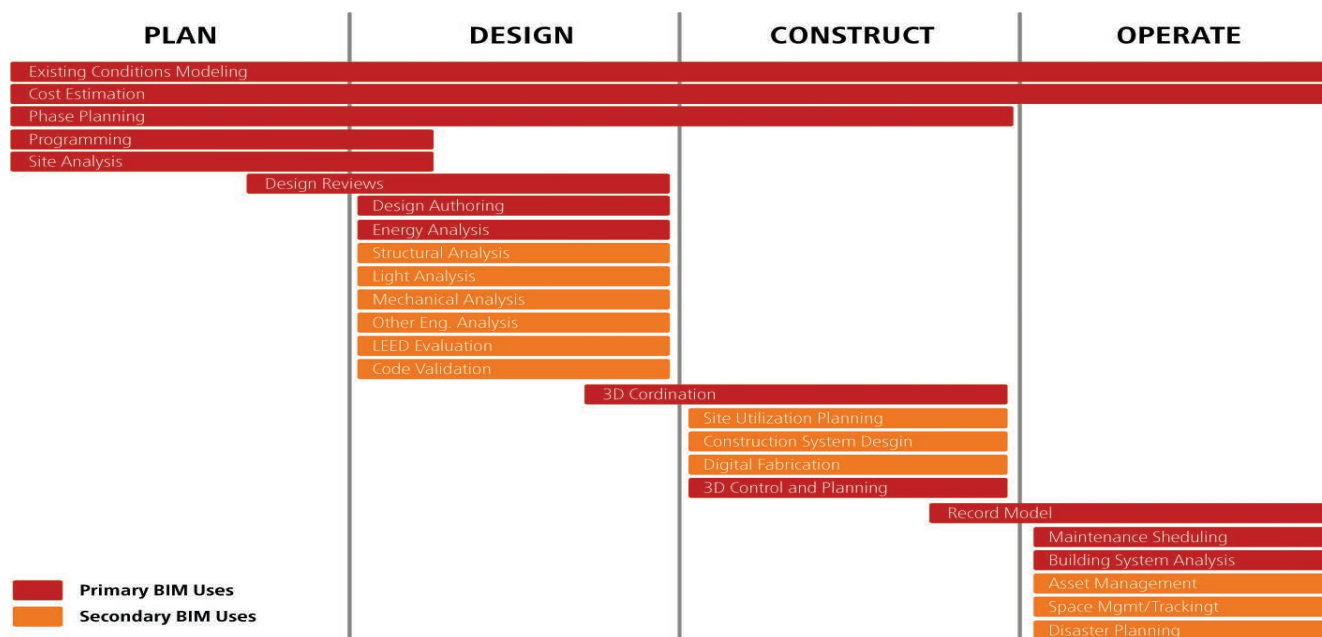 PLAN
DESIGN
CONSTRUCT
OPERATE
Existing Conditions Modeling
Cost Estimation
Phase Planning
Programming
Site Analysis
Design Reviews
Design Authoring
Energy Analysis
Structural Analysis
Light Analysis
Mechanical Analysis
Other Eng. Analysis
LEED Evaluation
Code Validation
3D Cordination
Site Utilization Planning
Construction System Desgin
Digital Fabrication
3D Control and Planning
Record Model
Maintenance Sheduling
Building System Analysis
Asset Management
Space Mgmt/Trackingt
Disaster Planning
Primary BIM Uses
Secondary BIM Uses